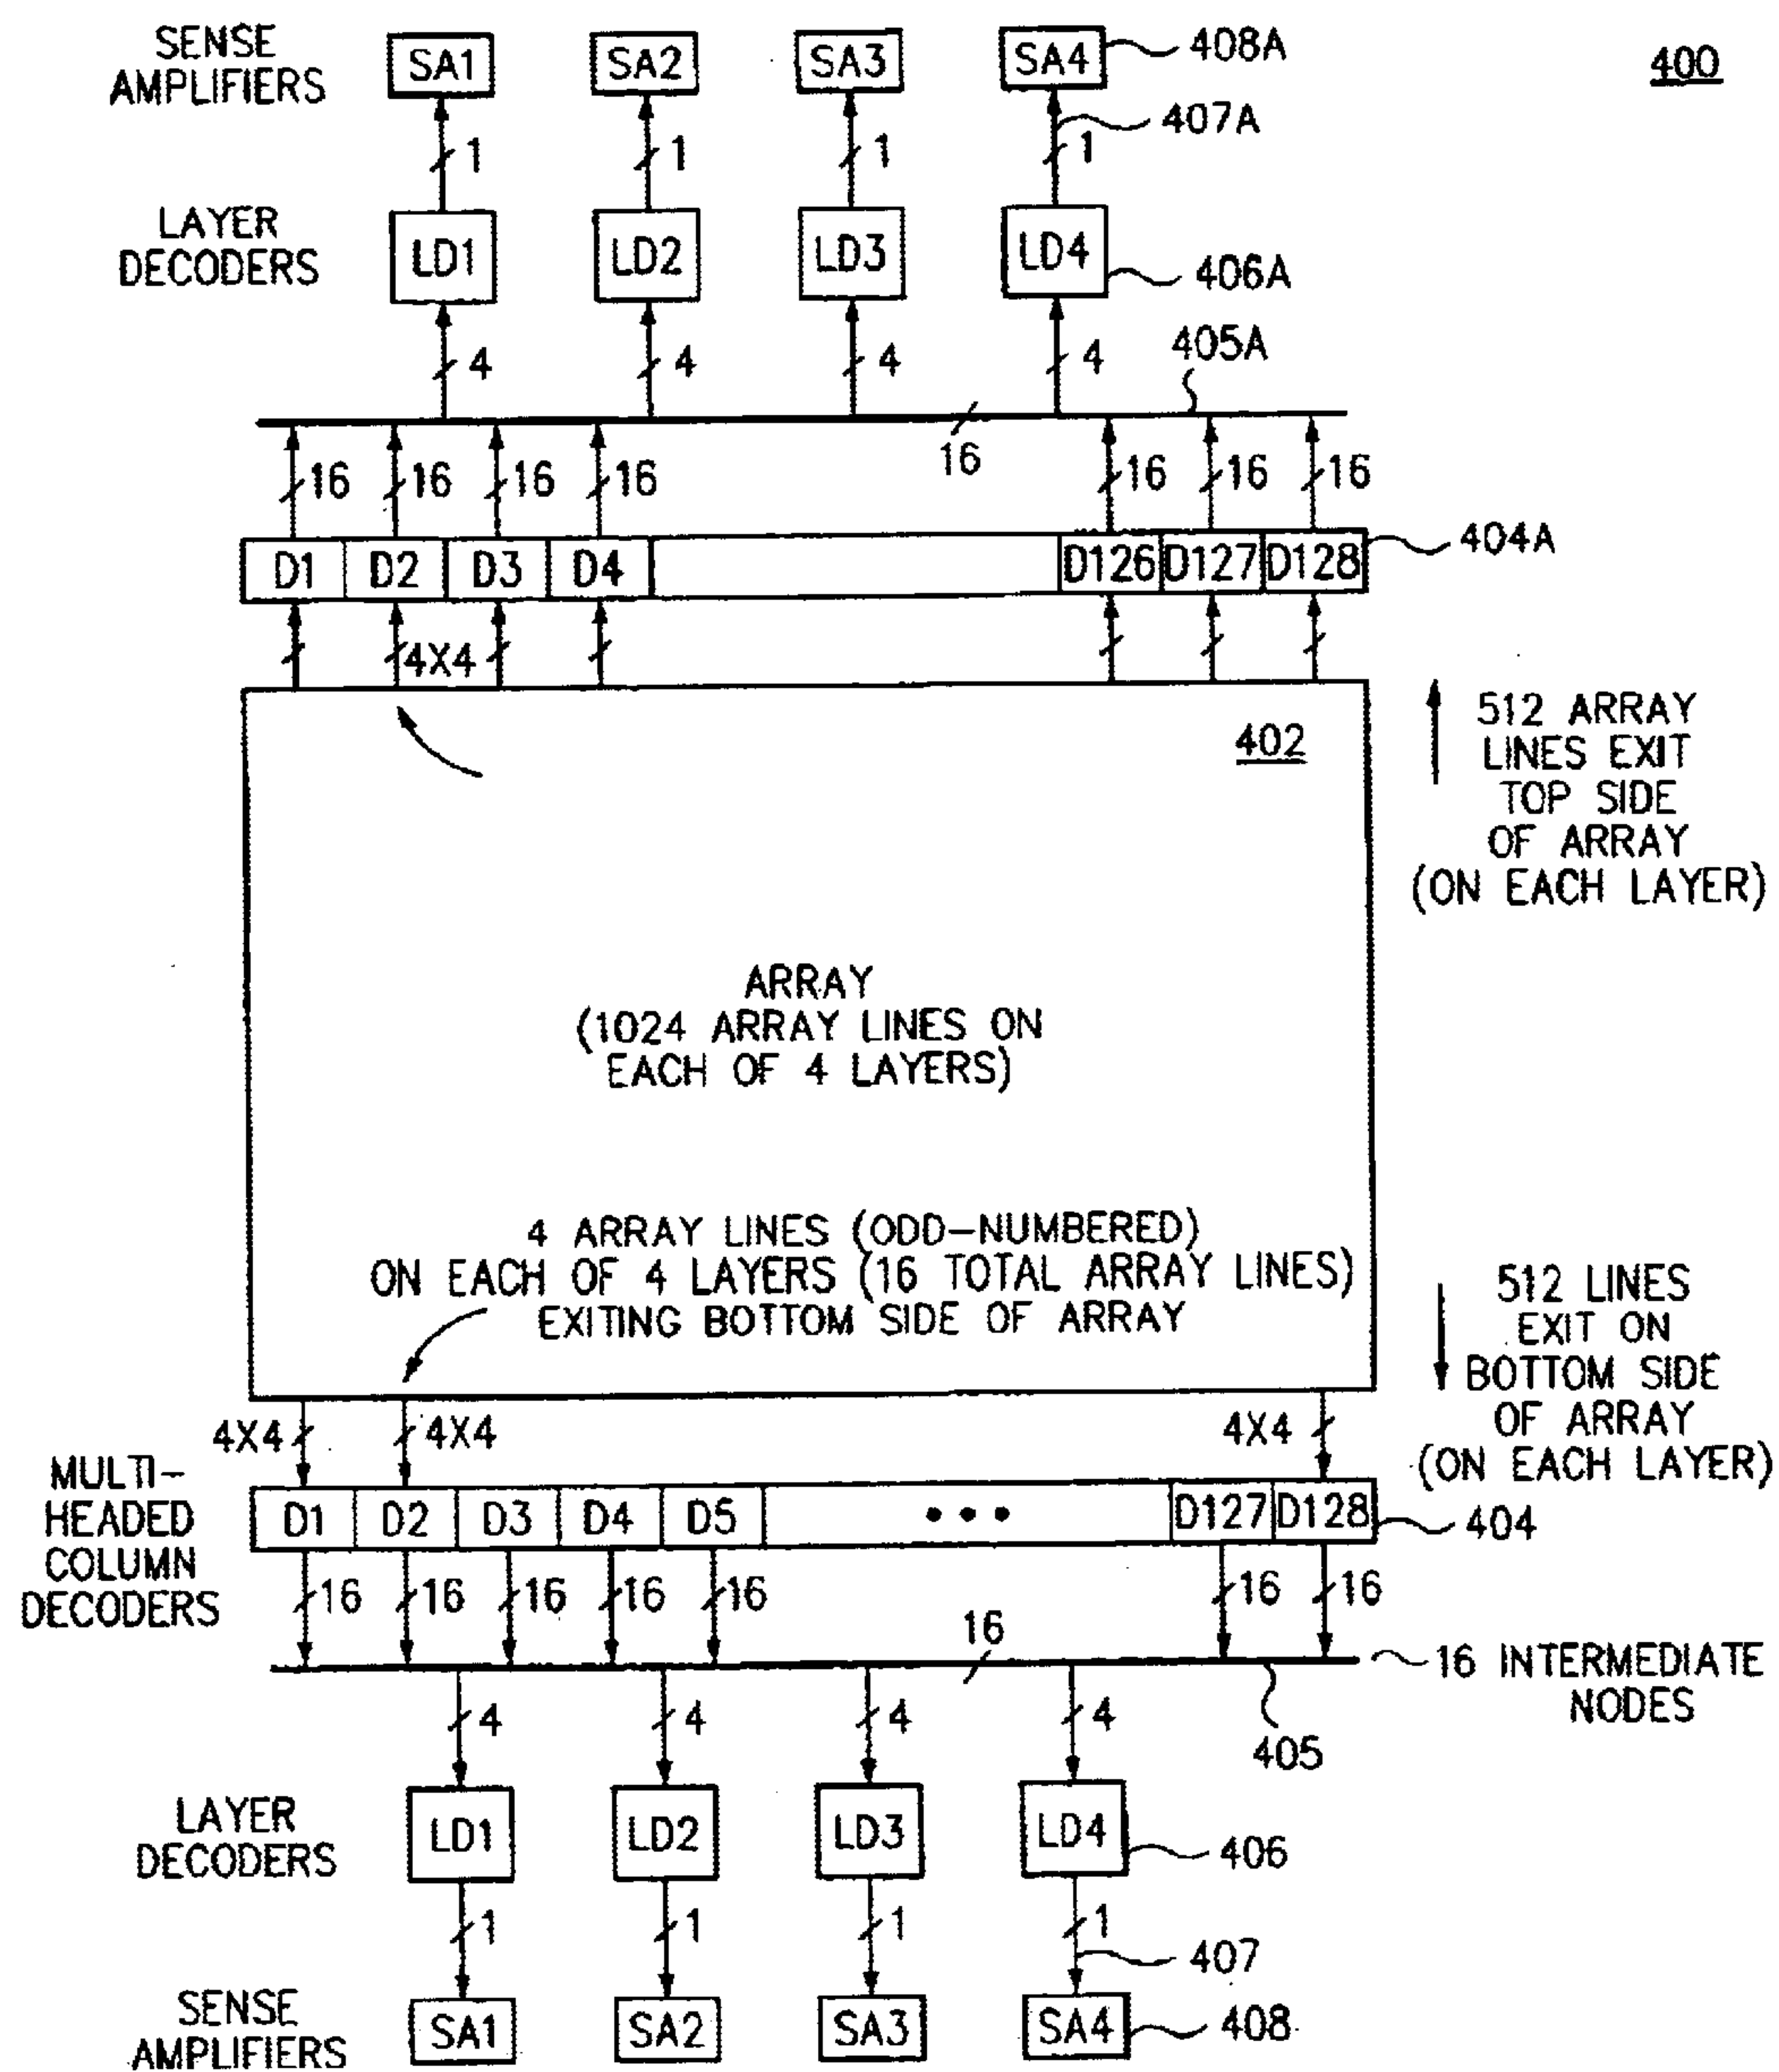 SENSE
AMPLIFIERS
SA1 SA2 SA3 SA4 408A
400
407A
1 1 1 1
LAYER
DECODERS
LD1 LD2 LD3 LD4 406A
4 4 4 4
405A
16
16 16 16 16 16 16 16
D1 D2 D3 D4 D126 D127 D128 404A
4X4
402
512 ARRAY
LINES EXIT
TOP SIDE
OF ARRAY
(ON EACH LAYER)
ARRAY
(1024 ARRAY LINES ON
EACH OF 4 LAYERS)
4 ARRAY LINES (ODD-NUMBERED)
ON EACH OF 4 LAYERS (16 TOTAL ARRAY LINES)
EXITING BOTTOM SIDE OF ARRAY
512 LINES
EXIT ON
BOTTOM SIDE
OF ARRAY
(ON EACH LAYER)
4X4 4X4 4X4
MULTI-
HEADED
COLUMN
DECODERS
D1 D2 D3 D4 D5 ••• D127 D128 404
16 16 16 16 16 16 16
16
16 INTERMEDIATE
NODES
405
4 4 4 4
LAYER
DECODERS
LD1 LD2 LD3 LD4 406
1 1 1 1
407
SENSE
AMPLIFIERS
SA1 SA2 SA3 SA4 408